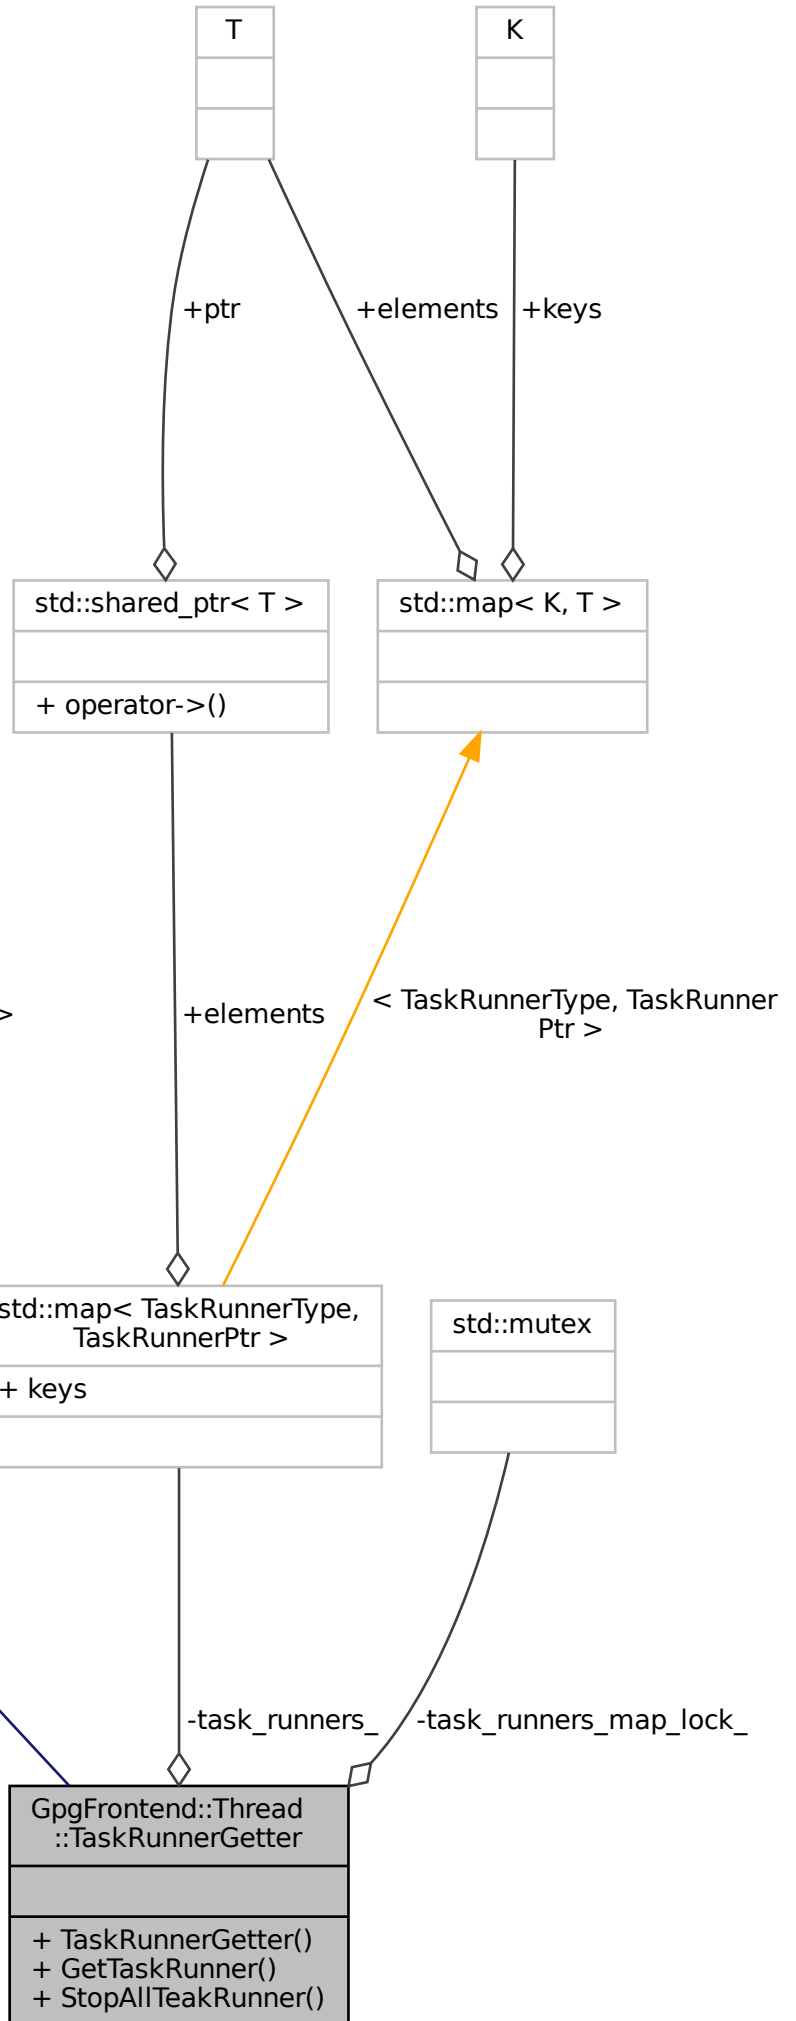 T
K
+ptr
+elements
+keys
std::shared_ptr< T >
+ operator->()
std::map< K, T >
>
+elements
< TaskRunnerType, TaskRunner
Ptr >
std::map< TaskRunnerType,
TaskRunnerPtr >
+ keys
std::mutex
-task_runners_
-task_runners_map_lock_
GpgFrontend::Thread
::TaskRunnerGetter
+ TaskRunnerGetter()
+ GetTaskRunner()
+ StopAllTeakRunner()